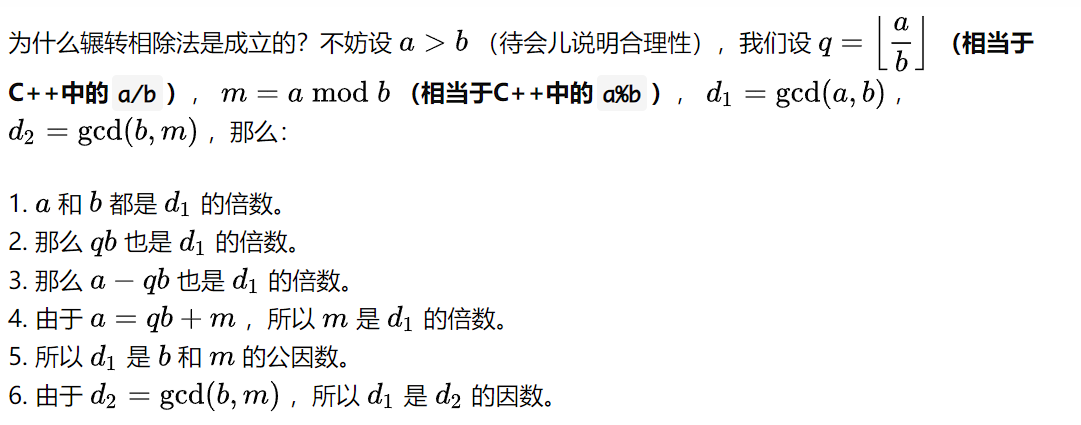 为什么辗转相除法是成立的？不妨设 $a > b$ （待会儿说明合理性），我们设 $q = \left\lfloor \dfrac{a}{b} \right\rfloor$ （相当于
C++中的 a/b ）， $m = a \bmod b$ （相当于C++中的 a%b ）， $d_1 = \gcd(a, b)$ ，
$d_2 = \gcd(b, m)$ ，那么：
1. $a$ 和 $b$ 都是 $d_1$ 的倍数。
2. 那么 $qb$ 也是 $d_1$ 的倍数。
3. 那么 $a - qb$ 也是 $d_1$ 的倍数。
4. 由于 $a = qb + m$ ，所以 $m$ 是 $d_1$ 的倍数。
5. 所以 $d_1$ 是 $b$ 和 $m$ 的公因数。
6. 由于 $d_2 = \gcd(b, m)$ ，所以 $d_1$ 是 $d_2$ 的因数。